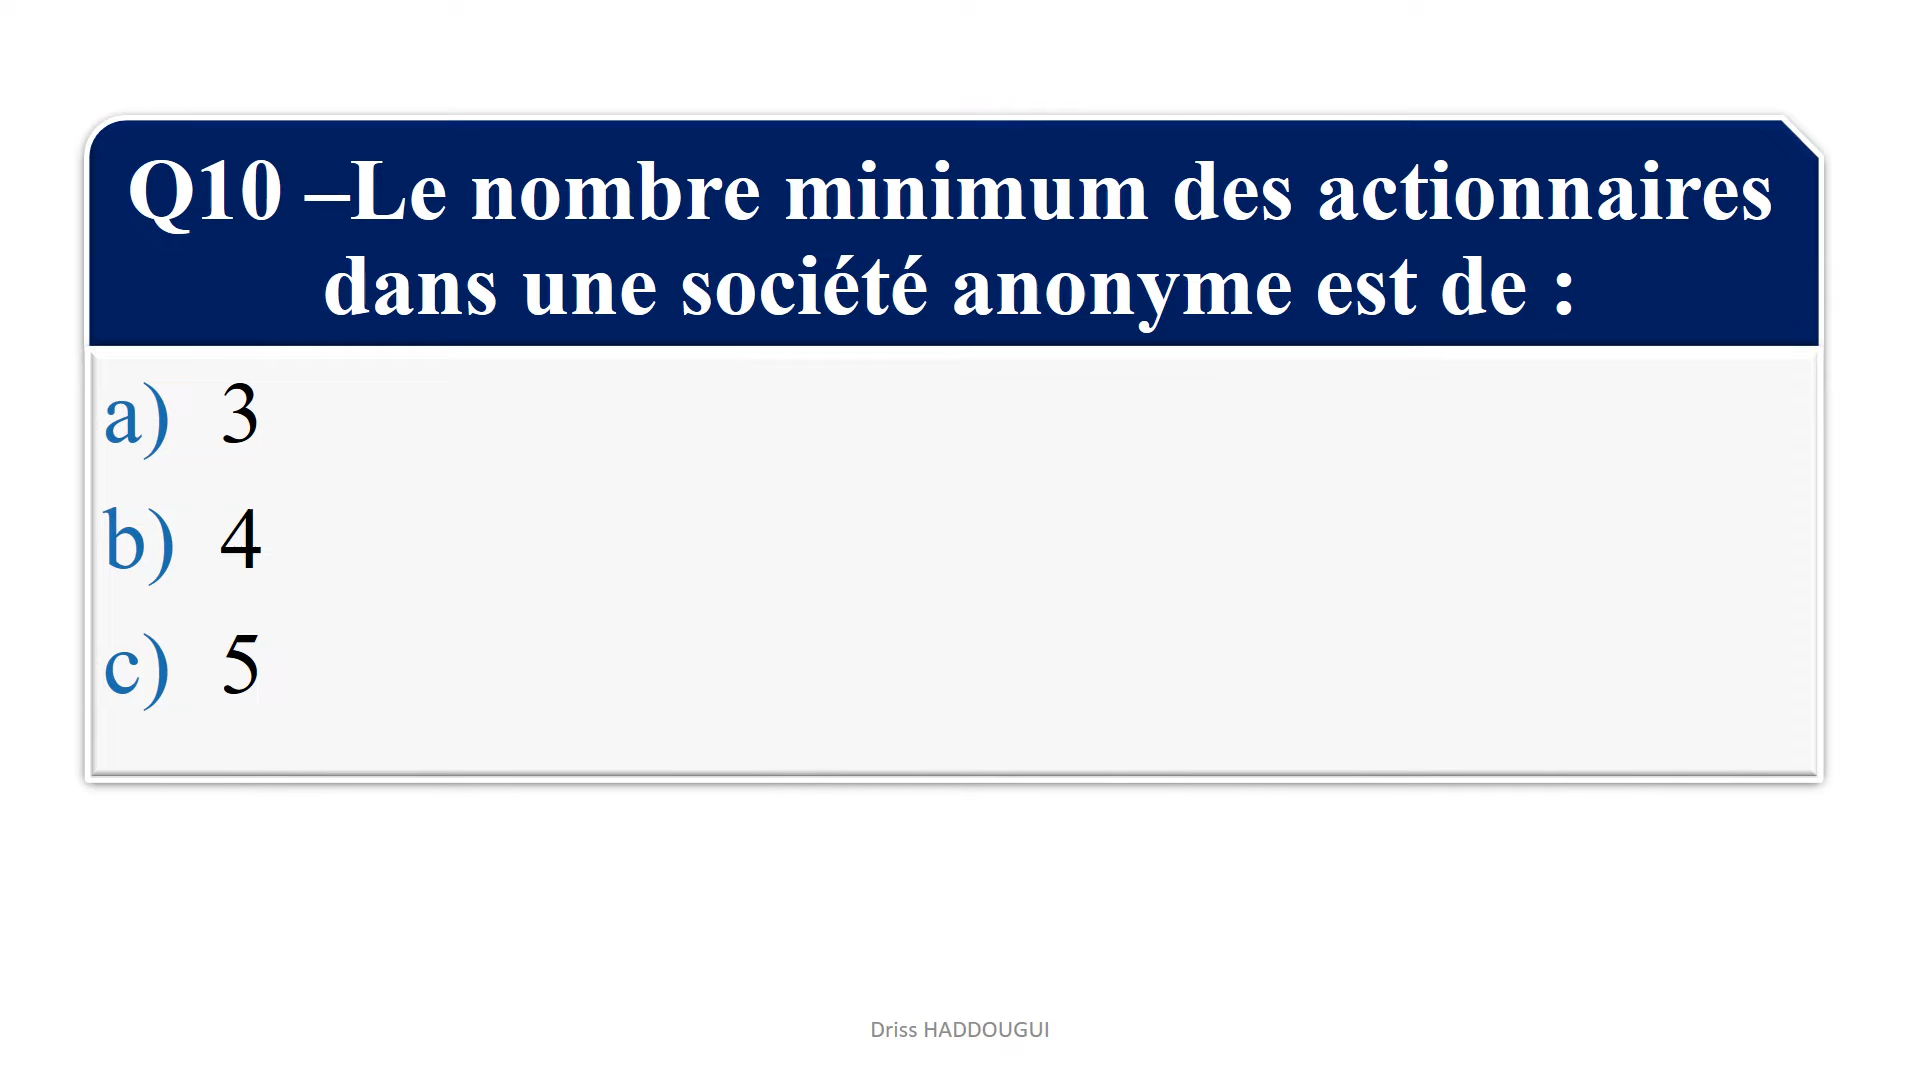 Q10 –Le nombre minimum des actionnaires
dans une société anonyme est de :
a) 3
b) 4
c) 5
Driss HADDOUGUI